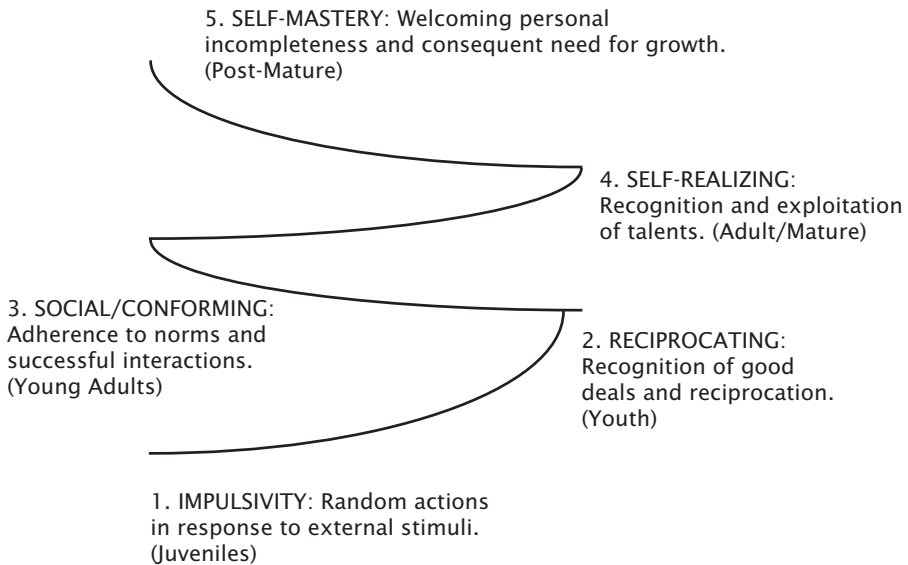 5. SELF-MASTERY: Welcoming personal
incompleteness and consequent need for growth.
(Post-Mature)
4. SELF-REALIZING:
Recognition and exploitation
of talents. (Adult/Mature)
3. SOCIAL/CONFORMING:
Adherence to norms and
successful interactions.
(Young Adults)
2. RECIPROCATING:
Recognition of good
deals and reciprocation.
(Youth)
1. IMPULSIVITY: Random actions
in response to external stimuli.
(Juveniles)